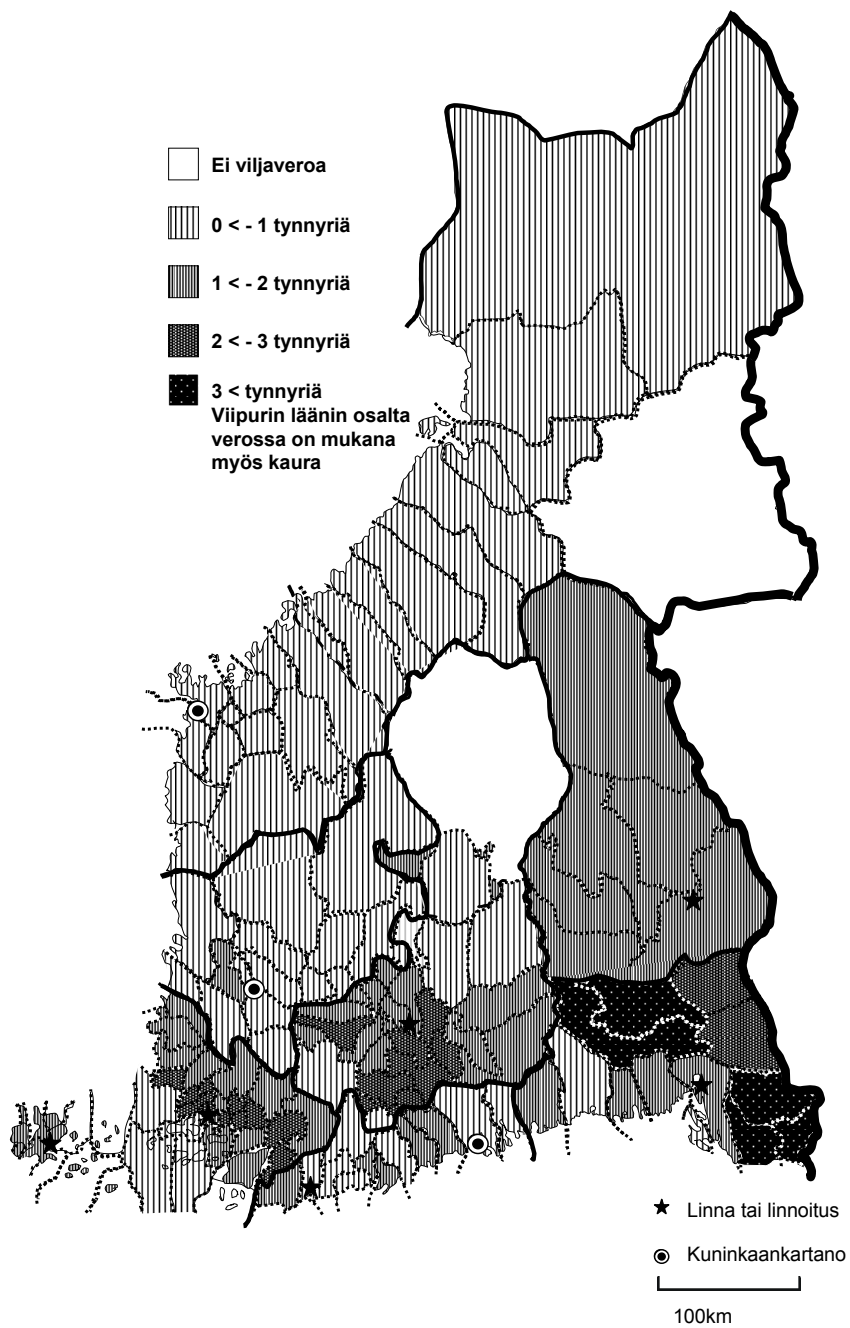 Ei viljaveroa
0 < - 1 tynnyriä
1 < - 2 tynnyriä
2 < - 3 tynnyriä
3 < tynnyriä
Viipurin läänin osalta
verossa on mukana
myös kaura
Linna tai linnoitus
Kuninkaankartano
100km